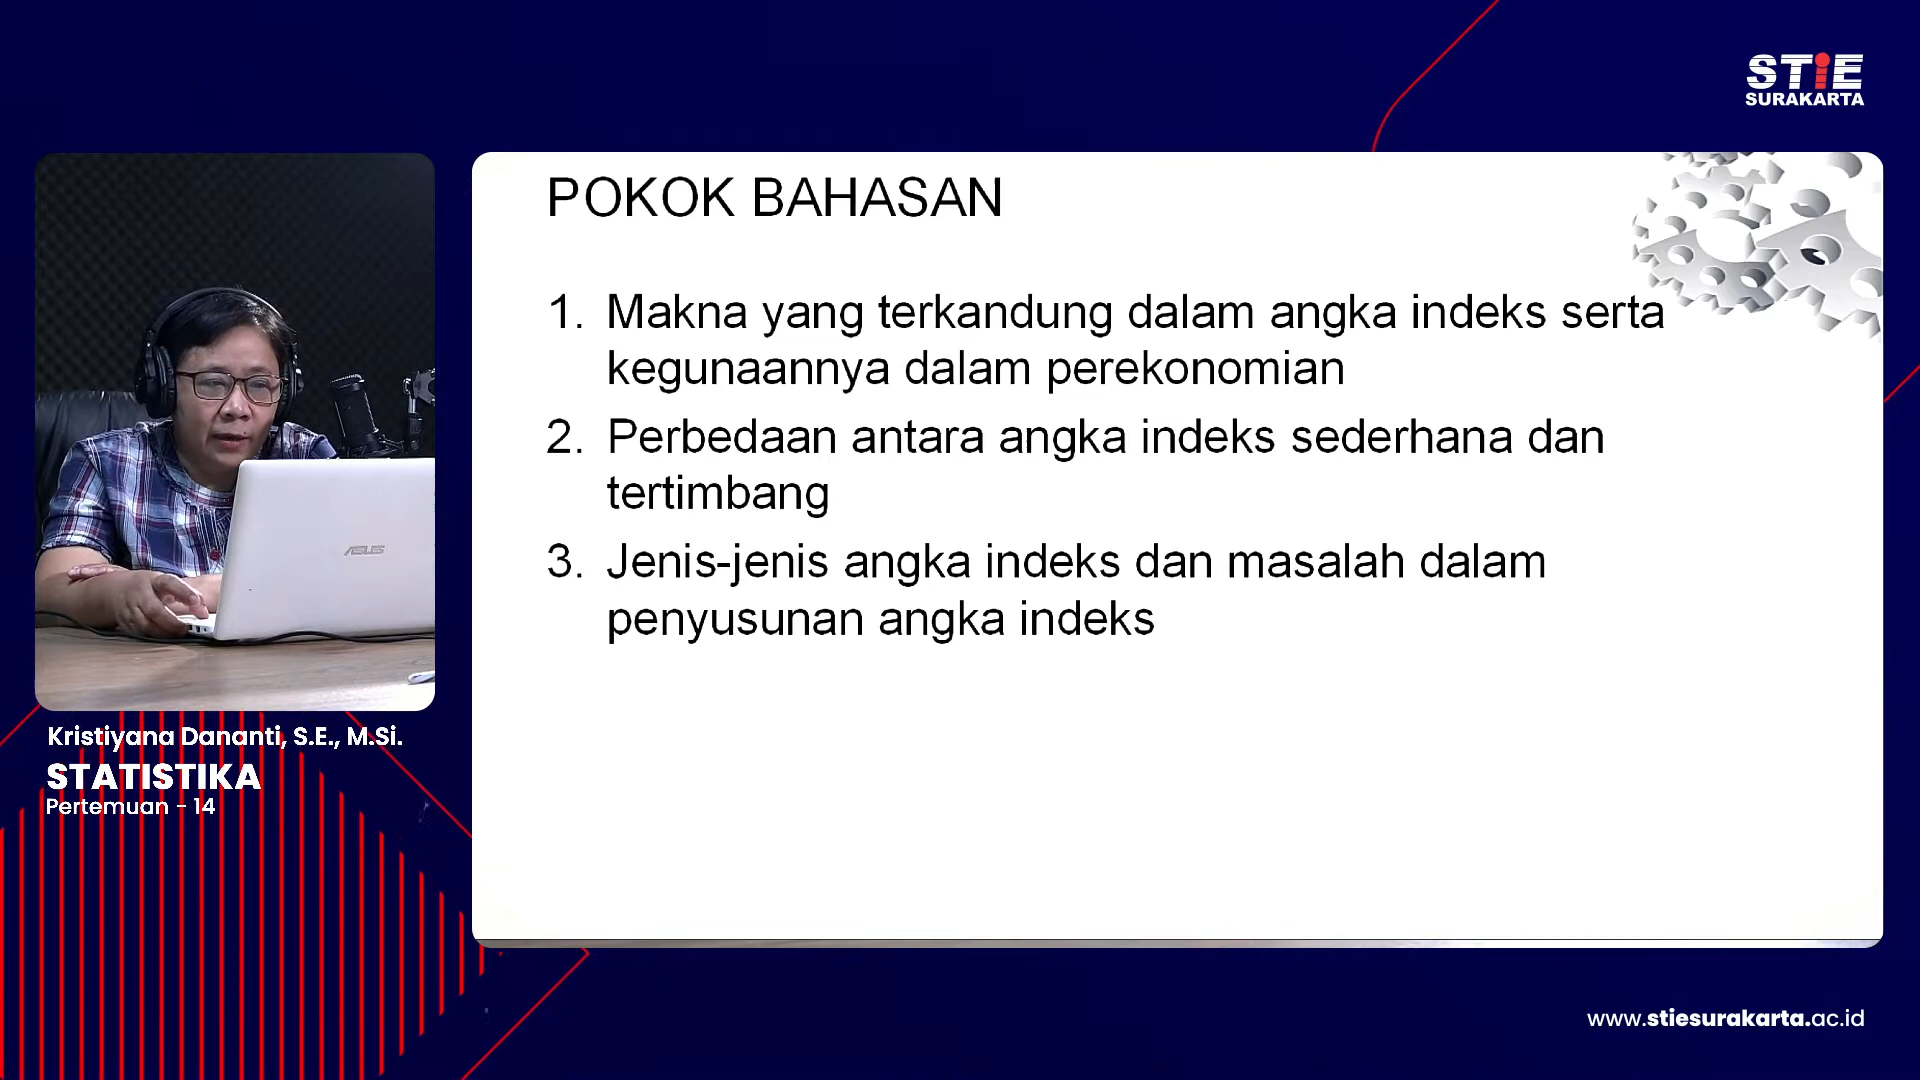 STiE
SURAKARTA
POKOK BAHASAN
1. Makna yang terkandung dalam angka indeks serta
kegunaannya dalam perekonomian
2. Perbedaan antara angka indeks sederhana dan
tertimbang
3. Jenis-jenis angka indeks dan masalah dalam
penyusunan angka indeks
ASUS
Kristiyana Dananti, S.E., M.Si.
STATISTIKA
Pertemuan - 14
www.stiesurakarta.ac.id